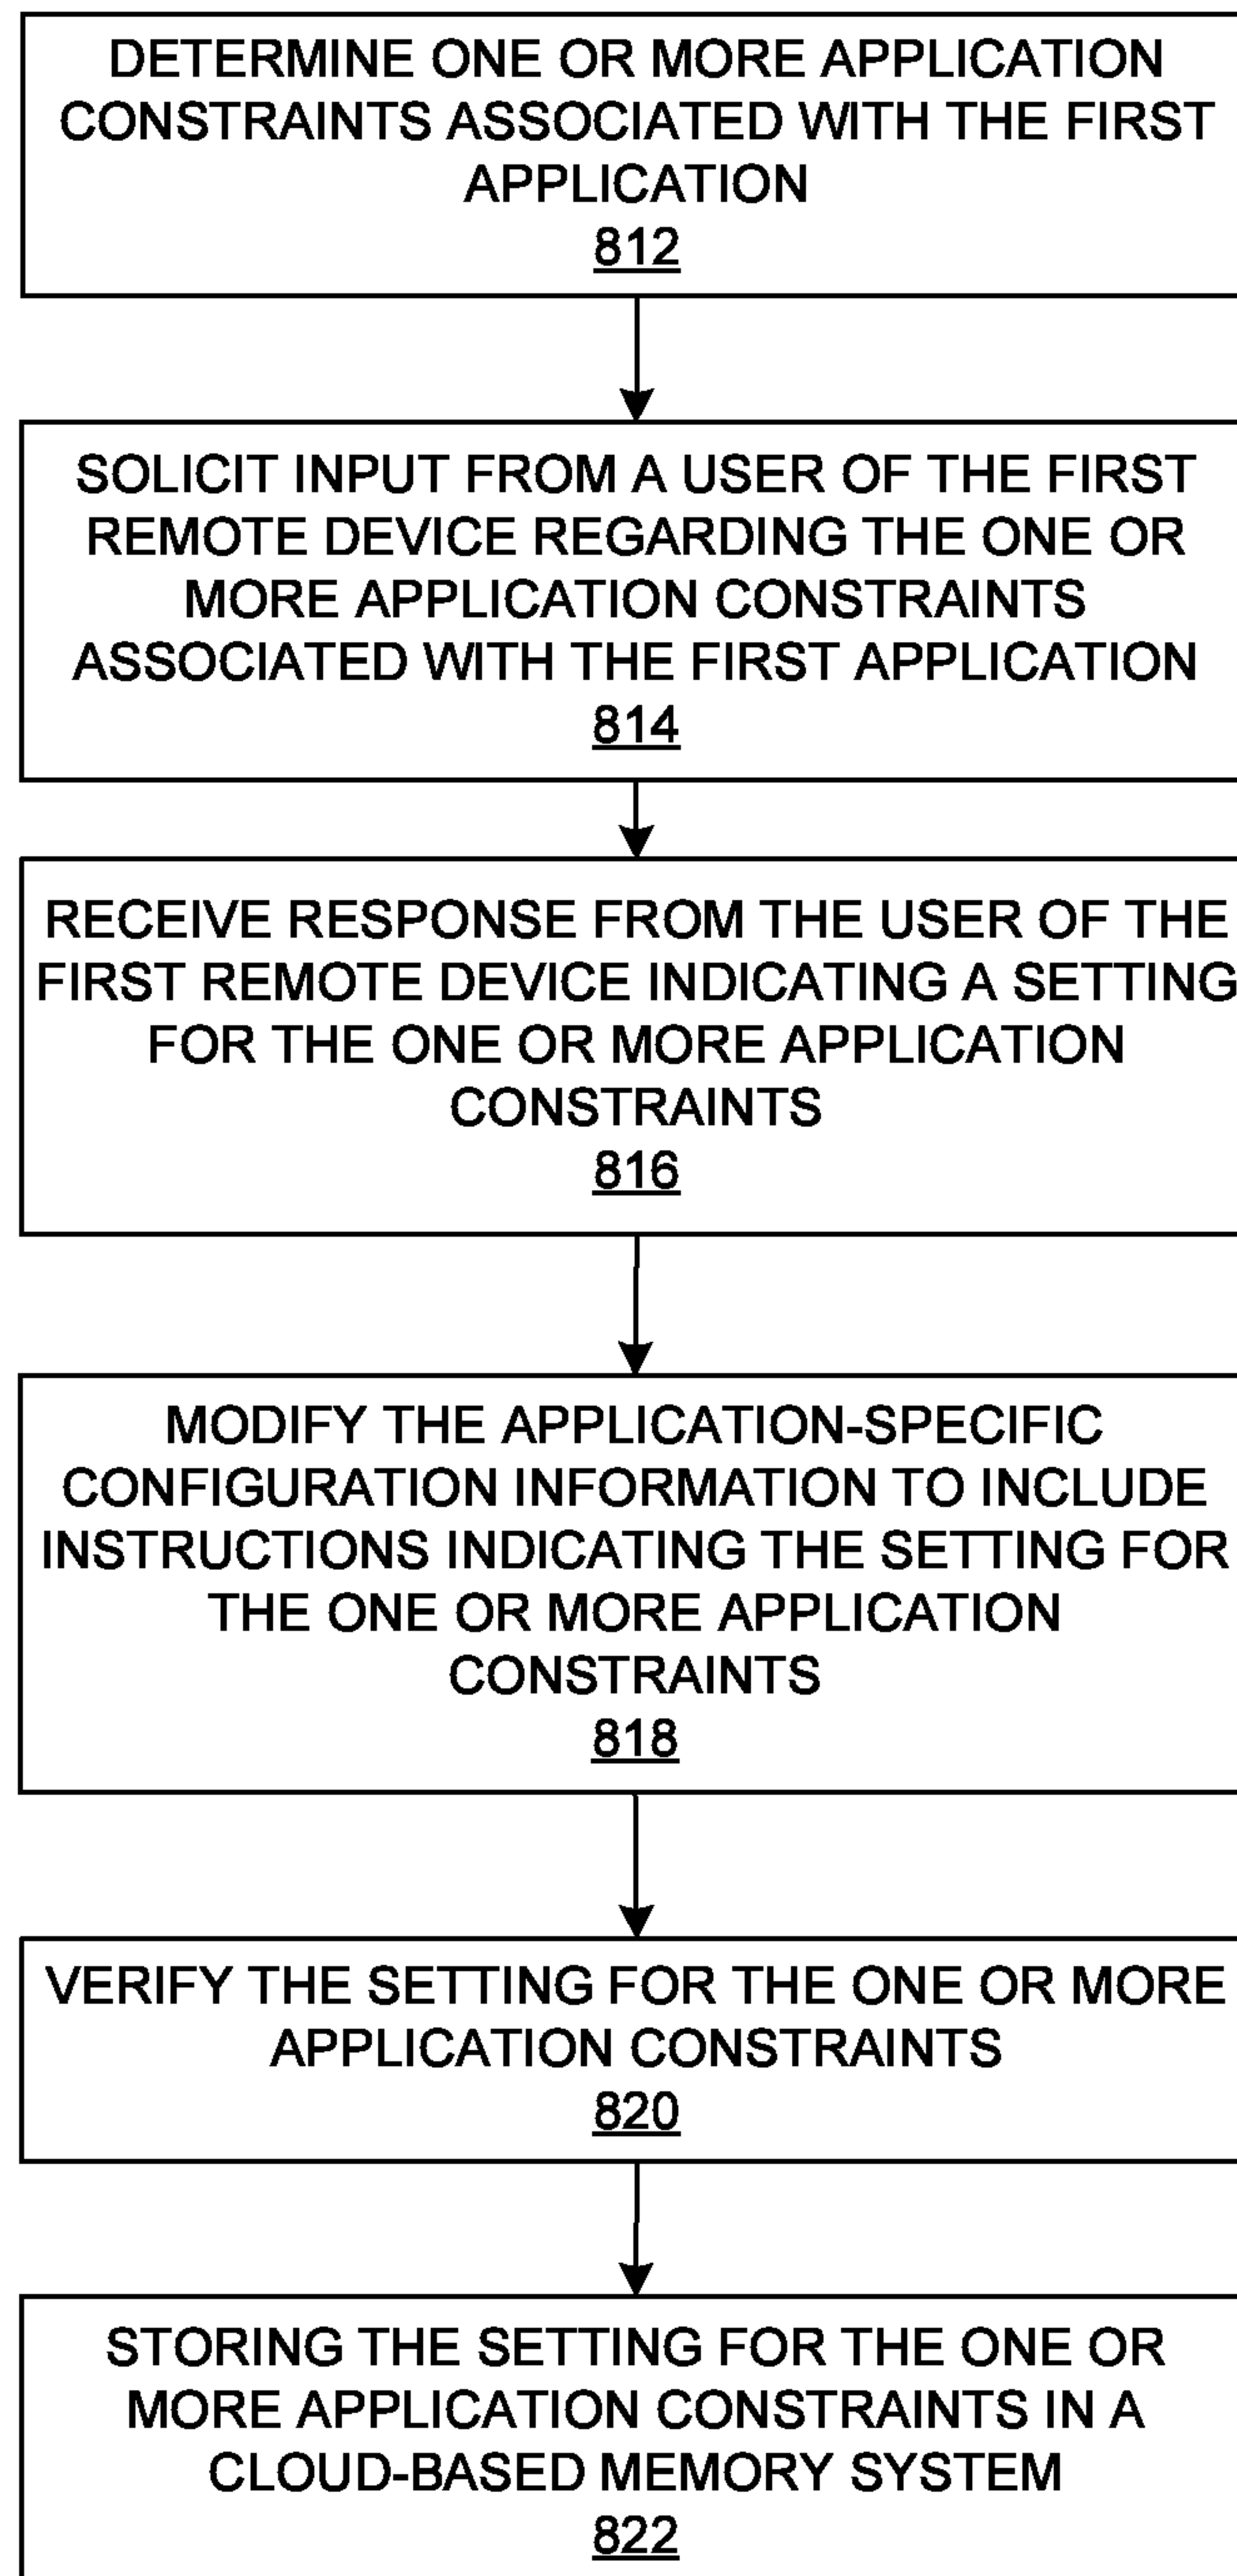 DETERMINE ONE OR MORE APPLICATION
CONSTRAINTS ASSOCIATED WITH THE FIRST
APPLICATION
812
SOLICIT INPUT FROM A USER OF THE FIRST
REMOTE DEVICE REGARDING THE ONE OR
MORE APPLICATION CONSTRAINTS
ASSOCIATED WITH THE FIRST APPLICATION
814
RECEIVE RESPONSE FROM THE USER OF THE
FIRST REMOTE DEVICE INDICATING A SETTING
FOR THE ONE OR MORE APPLICATION
CONSTRAINTS
816
MODIFY THE APPLICATION-SPECIFIC
CONFIGURATION INFORMATION TO INCLUDE
INSTRUCTIONS INDICATING THE SETTING FOR
THE ONE OR MORE APPLICATION
CONSTRAINTS
818
VERIFY THE SETTING FOR THE ONE OR MORE
APPLICATION CONSTRAINTS
820
STORING THE SETTING FOR THE ONE OR
MORE APPLICATION CONSTRAINTS IN A
CLOUD-BASED MEMORY SYSTEM
822